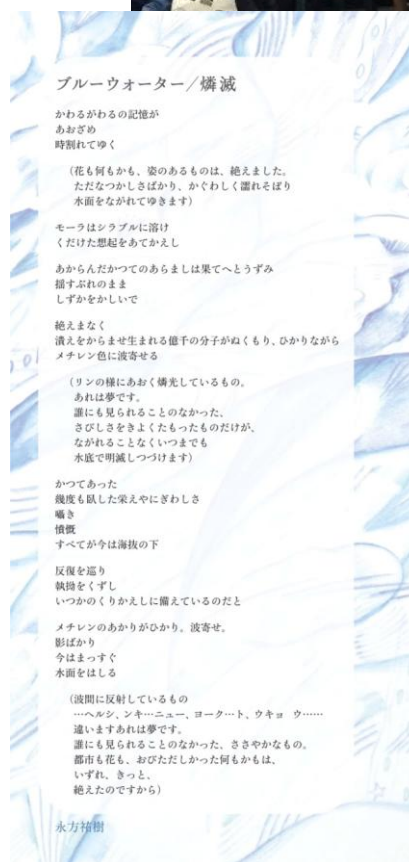 ブルーウォーター／燐滅
かわるがわるの記憶が
あおざめ
時割れてゆく
（花も何もかも、姿のあるものは、絶えました。
ただなつかしさばかり、かぐわしく濡れそぼり
水面をながれてゆきます）
モーラはシラブルに溶け
くだけた想起をあてかえし
あからんだかつてのあらましは果てへとうずみ
揺すぶれのまま
しずかをかしいで
絶えまなく
潰えをからませ生まれる億千の分子がぬくもり、ひかりながら
メチレン色に波寄せる
（リンの様にあおく燐光しているもの。
あれは夢です。
誰にも見られることのなかった、
さびしさをきよくたもったものだけが、
ながれることなくいつまでも
水底で明滅しつづけます）
かつてあった
幾度も臥した栄えやにぎわしさ
囁き
憤慨
すべてが今は海抜の下
反復を巡り
執拗をくずし
いつかのくりかえしに備えているのだと
メチレンのあかりがひかり。波寄せ。
影ばかり
今はまっすぐ
水面をはしる
（波間に反射しているもの
…ヘルシ、ンキ…ニュー、ヨーク…ト、ウキョ ウ……
違いますあれは夢です。
誰にも見られることのなかった、ささやかなもの。
都市も花も、おびただしかった何もかもは、
いずれ、きっと、
絶えたのですから）
永方祐樹